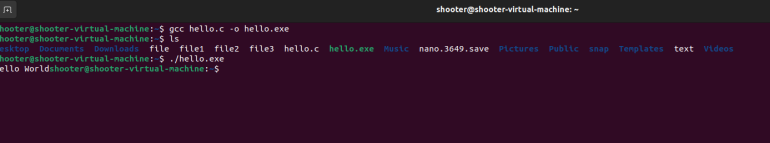 shooter@shooter-virtual-machine: ~
hooter@shooter-virtual-machine:~$ gcc hello.c -o hello.exe
hooter@shooter-virtual-machine:~$ ls
esktop Documents Downloads file file1 file2 file3 hello.c hello.exe Music nano.3649.save Pictures Public snap Templates text Videos
hooter@shooter-virtual-machine:~$ ./hello.exe
ello Worldshooter@shooter-virtual-machine:~$